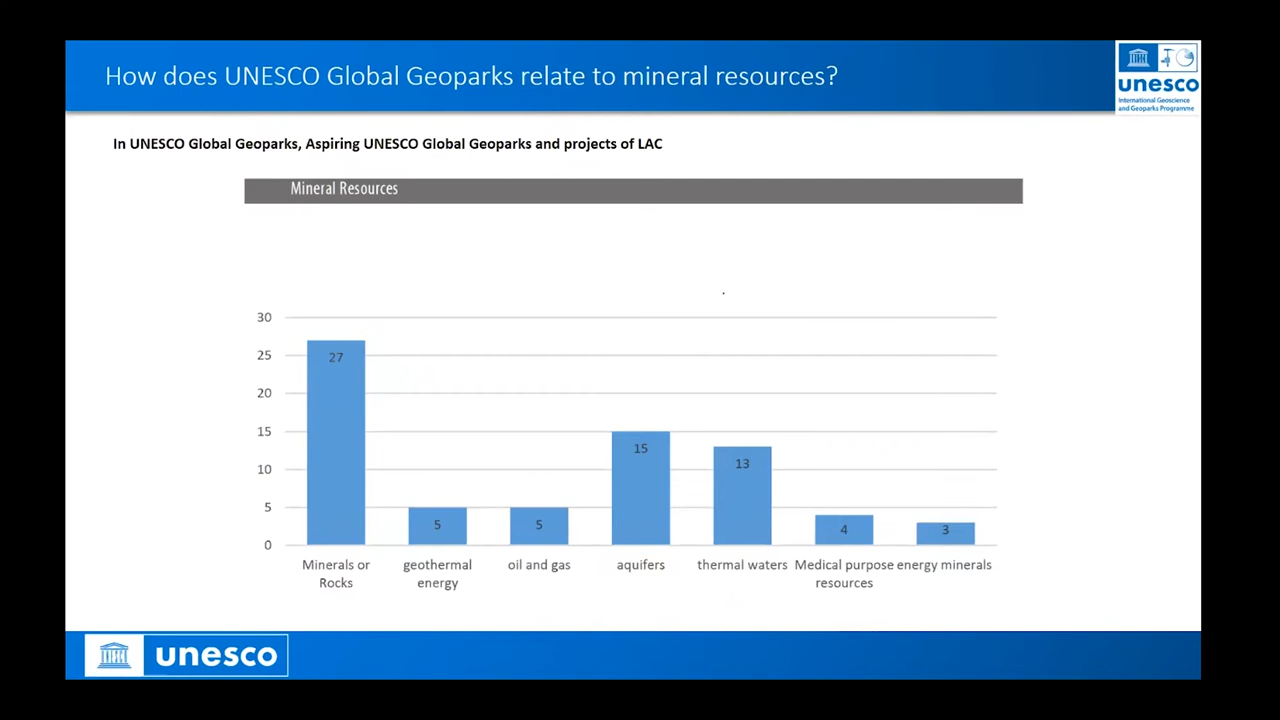 How does UNESCO Global Geoparks relate to mineral resources?
unesco
International Geoscience
and Geoparks Programme
In UNESCO Global Geoparks, Aspiring UNESCO Global Geoparks and projects of LAC
Mineral Resources
30
25
20
15
10
5
0
27
5
5
15
13
4
3
Minerals or
Rocks
geothermal
energy
oil and gas
aquifers
thermal waters
Medical purpose
resources
energy minerals
unesco